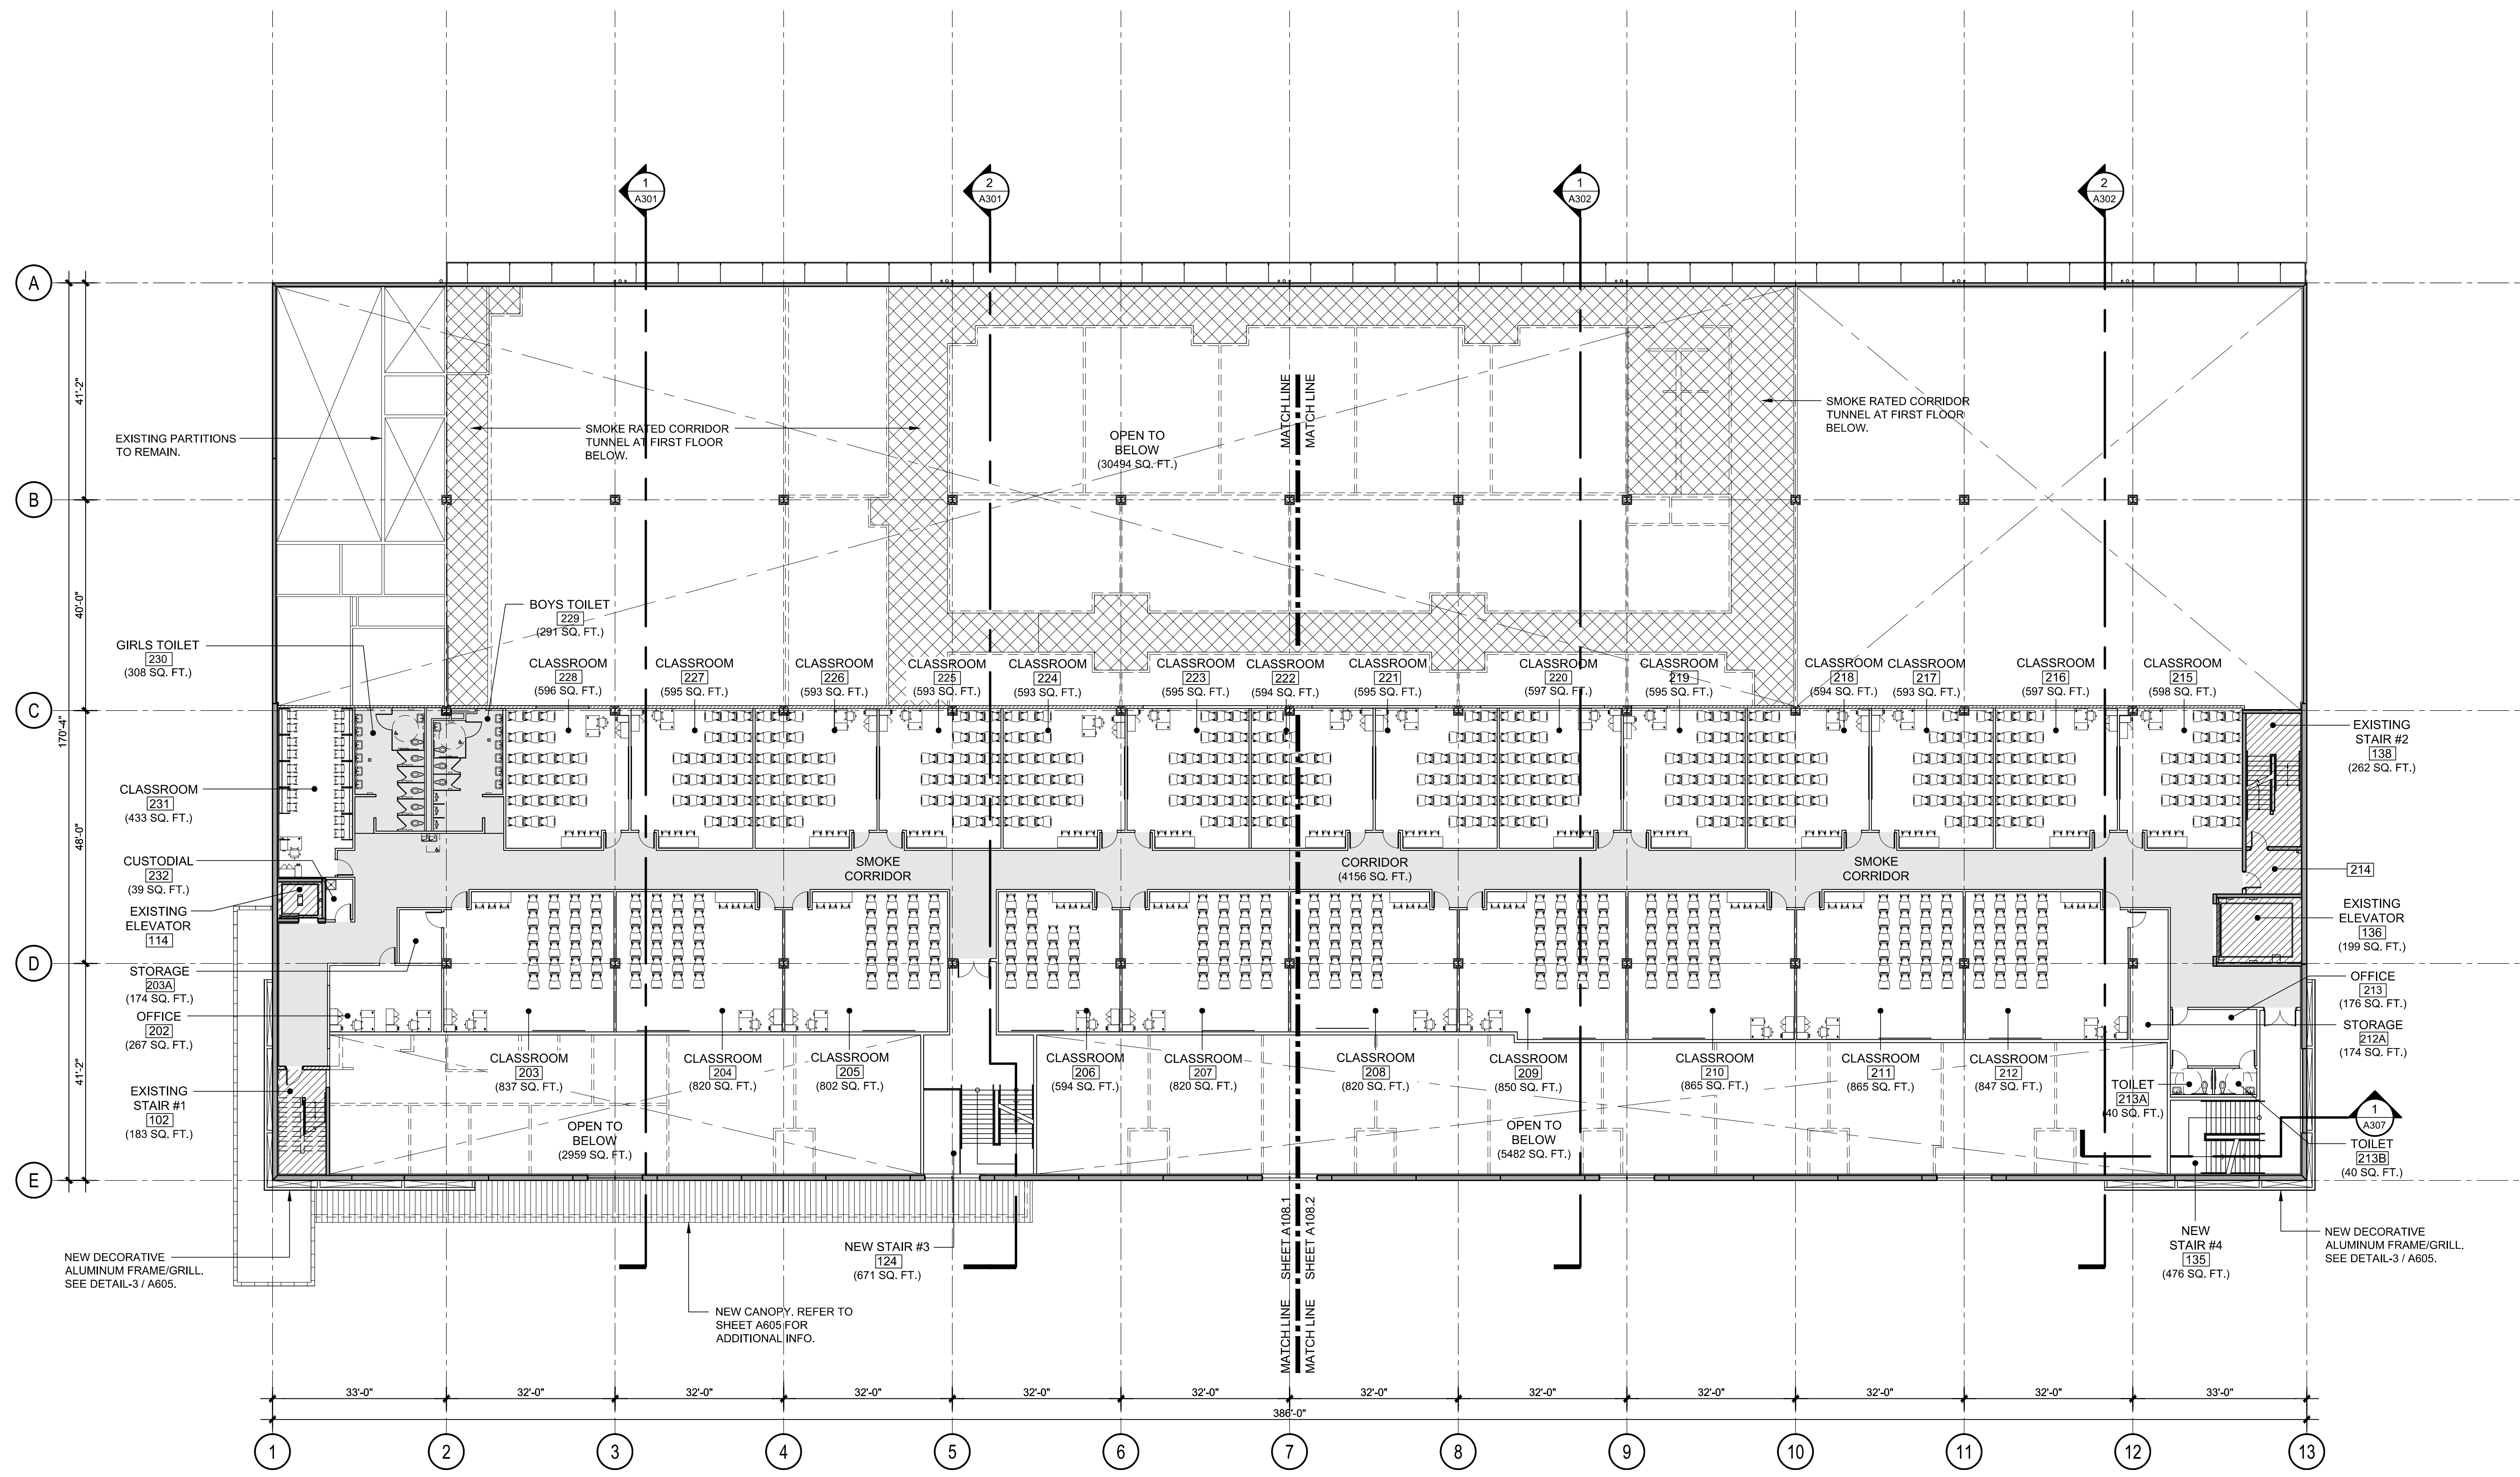 1
A301
2
A301
1
A302
2
A302
A
B
C
D
E
41'-2"
40'-0"
48'-0"
41'-2"
170'-4"
EXISTING PARTITIONS
TO REMAIN.
SMOKE RATED CORRIDOR
TUNNEL AT FIRST FLOOR
BELOW.
OPEN TO
BELOW
(30494 SQ. FT.)
MATCH LINE
MATCH LINE
SMOKE RATED CORRIDOR
TUNNEL AT FIRST FLOOR
BELOW.
BOYS TOILET
229
(291 SQ. FT.)
GIRLS TOILET
230
(308 SQ. FT.)
CLASSROOM
228
(596 SQ. FT.)
CLASSROOM
227
(595 SQ. FT.)
CLASSROOM
226
(593 SQ. FT.)
CLASSROOM
225
(593 SQ. FT.)
CLASSROOM
224
(593 SQ. FT.)
CLASSROOM
223
(595 SQ. FT.)
CLASSROOM
222
(594 SQ. FT.)
CLASSROOM
221
(595 SQ. FT.)
CLASSROOM
220
(597 SQ. FT.)
CLASSROOM
219
(595 SQ. FT.)
CLASSROOM
218
(594 SQ. FT.)
CLASSROOM
217
(593 SQ. FT.)
CLASSROOM
216
(597 SQ. FT.)
CLASSROOM
215
(598 SQ. FT.)
EXISTING
STAIR #2
138
(262 SQ. FT.)
CLASSROOM
231
(433 SQ. FT.)
CUSTODIAL
232
(39 SQ. FT.)
EXISTING
ELEVATOR
114
SMOKE
CORRIDOR
CORRIDOR
(4156 SQ. FT.)
SMOKE
CORRIDOR
214
EXISTING
ELEVATOR
136
(199 SQ. FT.)
STORAGE
203A
(174 SQ. FT.)
OFFICE
202
(267 SQ. FT.)
EXISTING
STAIR #1
102
(183 SQ. FT.)
OFFICE
213
(176 SQ. FT.)
STORAGE
212A
(174 SQ. FT.)
CLASSROOM
203
(837 SQ. FT.)
CLASSROOM
204
(820 SQ. FT.)
CLASSROOM
205
(802 SQ. FT.)
CLASSROOM
206
(594 SQ. FT.)
CLASSROOM
207
(820 SQ. FT.)
CLASSROOM
208
(820 SQ. FT.)
CLASSROOM
209
(850 SQ. FT.)
CLASSROOM
210
(865 SQ. FT.)
CLASSROOM
211
(865 SQ. FT.)
CLASSROOM
212
(847 SQ. FT.)
TOILET
213A
(40 SQ. FT.)
1
A307
TOILET
213B
(40 SQ. FT.)
OPEN TO
BELOW
(2959 SQ. FT.)
OPEN TO
BELOW
(5482 SQ. FT.)
NEW DECORATIVE
ALUMINUM FRAME/GRILL.
SEE DETAIL-3 / A605.
NEW STAIR #3
124
(671 SQ. FT.)
NEW CANOPY. REFER TO
SHEET A605 FOR
ADDITIONAL INFO.
MATCH LINE SHEET A108.1
MATCH LINE SHEET A108.2
NEW
STAIR #4
135
(476 SQ. FT.)
NEW DECORATIVE
ALUMINUM FRAME/GRILL.
SEE DETAIL-3 / A605.
33'-0"
32'-0"
32'-0"
32'-0"
32'-0"
32'-0"
32'-0"
32'-0"
32'-0"
32'-0"
32'-0"
33'-0"
386'-0"
1
2
3
4
5
6
7
8
9
10
11
12
13